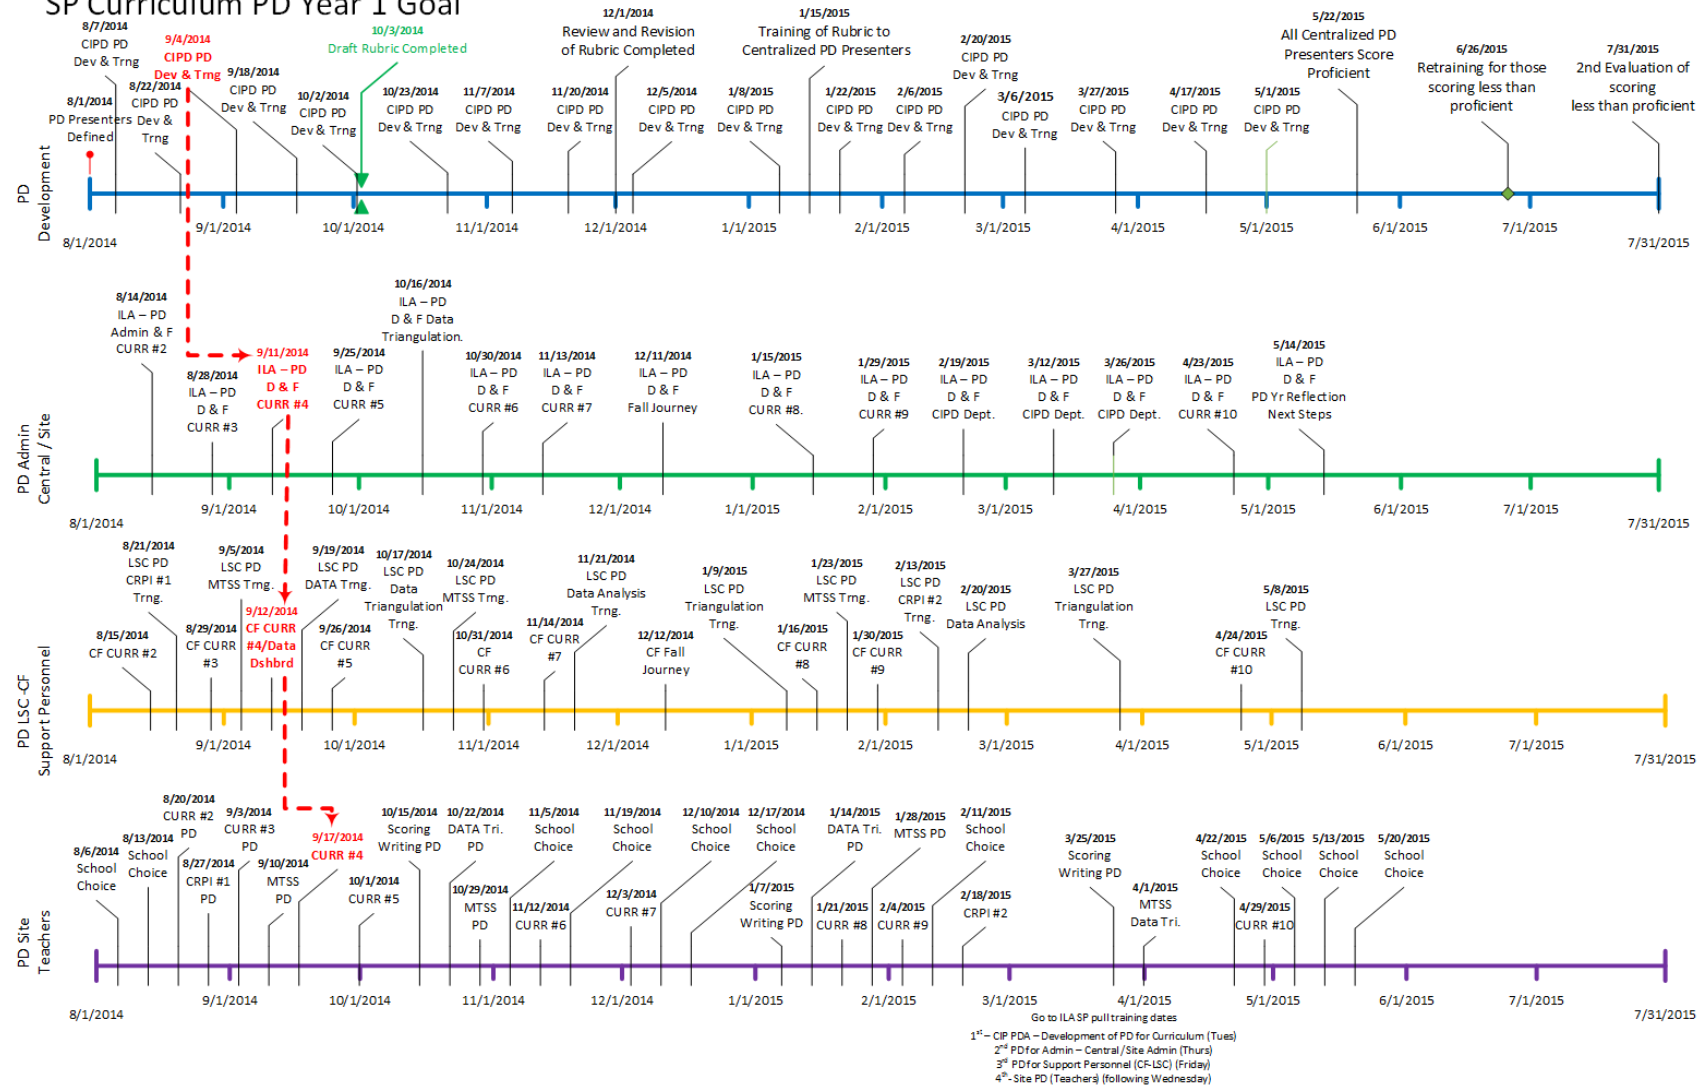 SP Curriculum PD Year 1 Goal
8/7/2014
CIPD PD
Dev & Trng
9/4/2014
CIPD PD
Dev & Trng
10/3/2014
Draft Rubric Completed
12/1/2014
Review and Revision
of Rubric Completed
1/15/2015
Training of Rubric to
Centralized PD Presenters
2/20/2015
CIPD PD
Dev & Trng
5/22/2015
All Centralized PD
Presenters Score
Proficient
6/26/2015
Retraining for those
scoring less than
proficient
7/31/2015
2nd Evaluation of
scoring
less than proficient
8/1/2014
PD Presenters
Defined
8/22/2014
CIPD PD
Dev &
Trng
9/18/2014
CIPD PD
Dev & Trng
10/2/2014
CIPD PD
Dev & Trng
10/23/2014
CIPD PD
Dev & Trng
11/7/2014
CIPD PD
Dev & Trng
11/20/2014
CIPD PD
Dev & Trng
12/5/2014
CIPD PD
Dev & Trng
1/8/2015
CIPD PD
Dev & Trng
1/22/2015
CIPD PD
Dev & Trng
2/6/2015
CIPD PD
Dev & Trng
3/6/2015
CIPD PD
Dev & Trng
3/27/2015
CIPD PD
Dev & Trng
4/17/2015
CIPD PD
Dev & Trng
5/1/2015
CIPD PD
Dev & Trng
PD
Development
8/1/2014
9/1/2014
10/1/2014
11/1/2014
12/1/2014
1/1/2015
2/1/2015
3/1/2015
4/1/2015
5/1/2015
6/1/2015
7/1/2015
7/31/2015
8/14/2014
ILA – PD
Admin & F
CURR #2
8/28/2014
ILA – PD
D & F
CURR #3
9/11/2014
ILA – PD
D & F
CURR #4
9/25/2014
ILA – PD
D & F
CURR #5
10/16/2014
ILA – PD
D & F Data
Triangulation.
10/30/2014
ILA – PD
D & F
CURR #6
11/13/2014
ILA – PD
D & F
CURR #7
12/11/2014
ILA – PD
D & F
Fall Journey
1/15/2015
ILA – PD
D & F
CURR #8.
1/29/2015
ILA – PD
D & F
CURR #9
2/19/2015
ILA – PD
D & F
CIPD Dept.
3/12/2015
ILA – PD
D & F
CIPD Dept.
3/26/2015
ILA – PD
D & F
CIPD Dept.
4/23/2015
ILA – PD
D & F
CURR #10
5/14/2015
ILA – PD
D & F
PD Yr Reflection
Next Steps
PD Admin
Central / Site
8/1/2014
9/1/2014
10/1/2014
11/1/2014
12/1/2014
1/1/2015
2/1/2015
3/1/2015
4/1/2015
5/1/2015
6/1/2015
7/1/2015
7/31/2015
8/15/2014
CF CURR #2
8/21/2014
LSC PD
CRPI #1
Trng.
8/29/2014
CF CURR
#3
9/5/2014
LSC PD
MTSS Trng.
9/12/2014
CF CURR
#4/Data
Dshbrd
9/19/2014
LSC PD
DATA Trng.
9/26/2014
CF CURR
#5
10/17/2014
LSC PD
Data
Triangulation
Trng.
10/24/2014
LSC PD
MTSS Trng.
10/31/2014
CF
CURR #6
11/14/2014
CF CURR
#7
11/21/2014
LSC PD
Data Analysis
Trng.
12/12/2014
CF Fall
Journey
1/9/2015
LSC PD
Triangulation
Trng.
1/16/2015
CF CURR
#8
1/23/2015
LSC PD
MTSS Trng.
1/30/2015
CF CURR
#9
2/13/2015
LSC PD
CRPI #2
Trng.
2/20/2015
LSC PD
Data Analysis
3/27/2015
LSC PD
Triangulation
Trng.
4/24/2015
CF CURR
#10
5/8/2015
LSC PD
Trng.
PD LSC -CF
Support Personnel
8/1/2014
9/1/2014
10/1/2014
11/1/2014
12/1/2014
1/1/2015
2/1/2015
3/1/2015
4/1/2015
5/1/2015
6/1/2015
7/1/2015
7/31/2015
8/6/2014
School
Choice
8/13/2014
School
Choice
8/20/2014
CURR #2
PD
8/27/2014
CRPI #1
PD
9/3/2014
CURR #3
PD
9/10/2014
MTSS
PD
9/17/2014
CURR #4
10/1/2014
CURR #5
10/15/2014
Scoring
Writing PD
10/22/2014
DATA Tri.
PD
10/29/2014
MTSS
PD
11/5/2014
School
Choice
11/12/2014
CURR #6
11/19/2014
School
Choice
12/3/2014
CURR #7
12/10/2014
School
Choice
12/17/2014
School
Choice
1/7/2015
Scoring
Writing PD
1/14/2015
DATA Tri.
PD
1/21/2015
CURR #8
1/28/2015
MTSS PD
2/4/2015
CURR #9
2/11/2015
School
Choice
2/18/2015
CRPI #2
3/25/2015
Scoring
Writing PD
4/1/2015
MTSS
Data Tri.
4/22/2015
School
Choice
4/29/2015
CURR #10
5/6/2015
School
Choice
5/13/2015
School
Choice
5/20/2015
School
Choice
PD Site
Teachers
8/1/2014
9/1/2014
10/1/2014
11/1/2014
12/1/2014
1/1/2015
2/1/2015
3/1/2015
4/1/2015
5/1/2015
6/1/2015
7/1/2015
7/31/2015
Go to ILA SP pull training dates
1st – CIP PDA – Development of PD for Curriculum (Tues)
2nd PD for Admin – Central /Site Admin (Thurs)
3rd PD for Support Personnel (CF-LSC) (Friday)
4th - Site PD (Teachers) (following Wednesday)